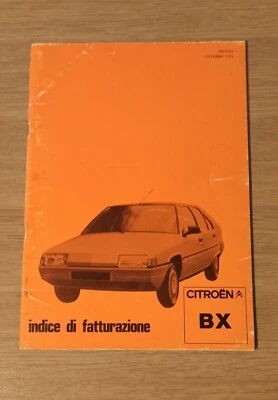 indice di fatturazione
CITROËN
BX